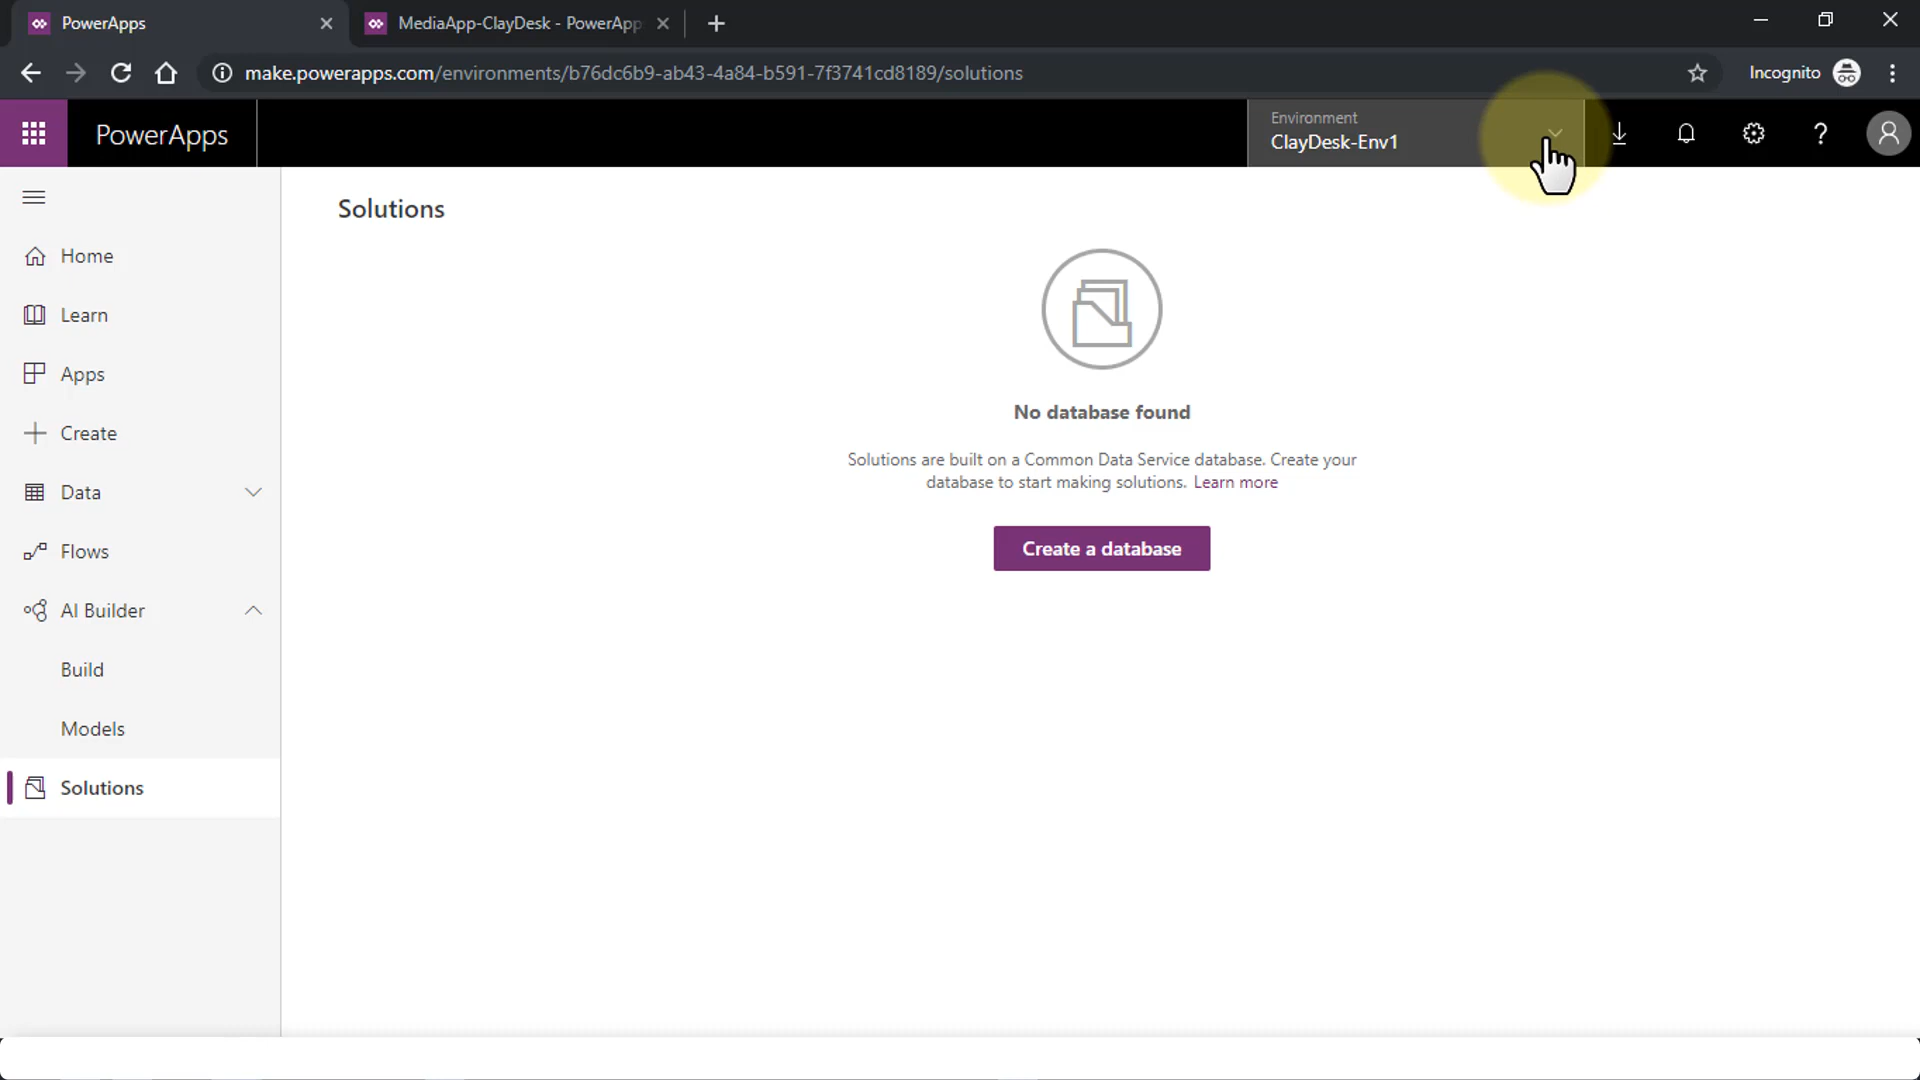 PowerApps
MediaApp-ClayDesk - PowerApp
make.powerapps.com/environments/b76dc6b9-ab43-4a84-b591-7f3741cd8189/solutions
Incognito
PowerApps
Environment
ClayDesk-Env1
?
Home
Learn
Apps
Create
Data
Flows
AI Builder
Build
Models
Solutions
Solutions
No database found
Solutions are built on a Common Data Service database. Create your
database to start making solutions. Learn more
Create a database